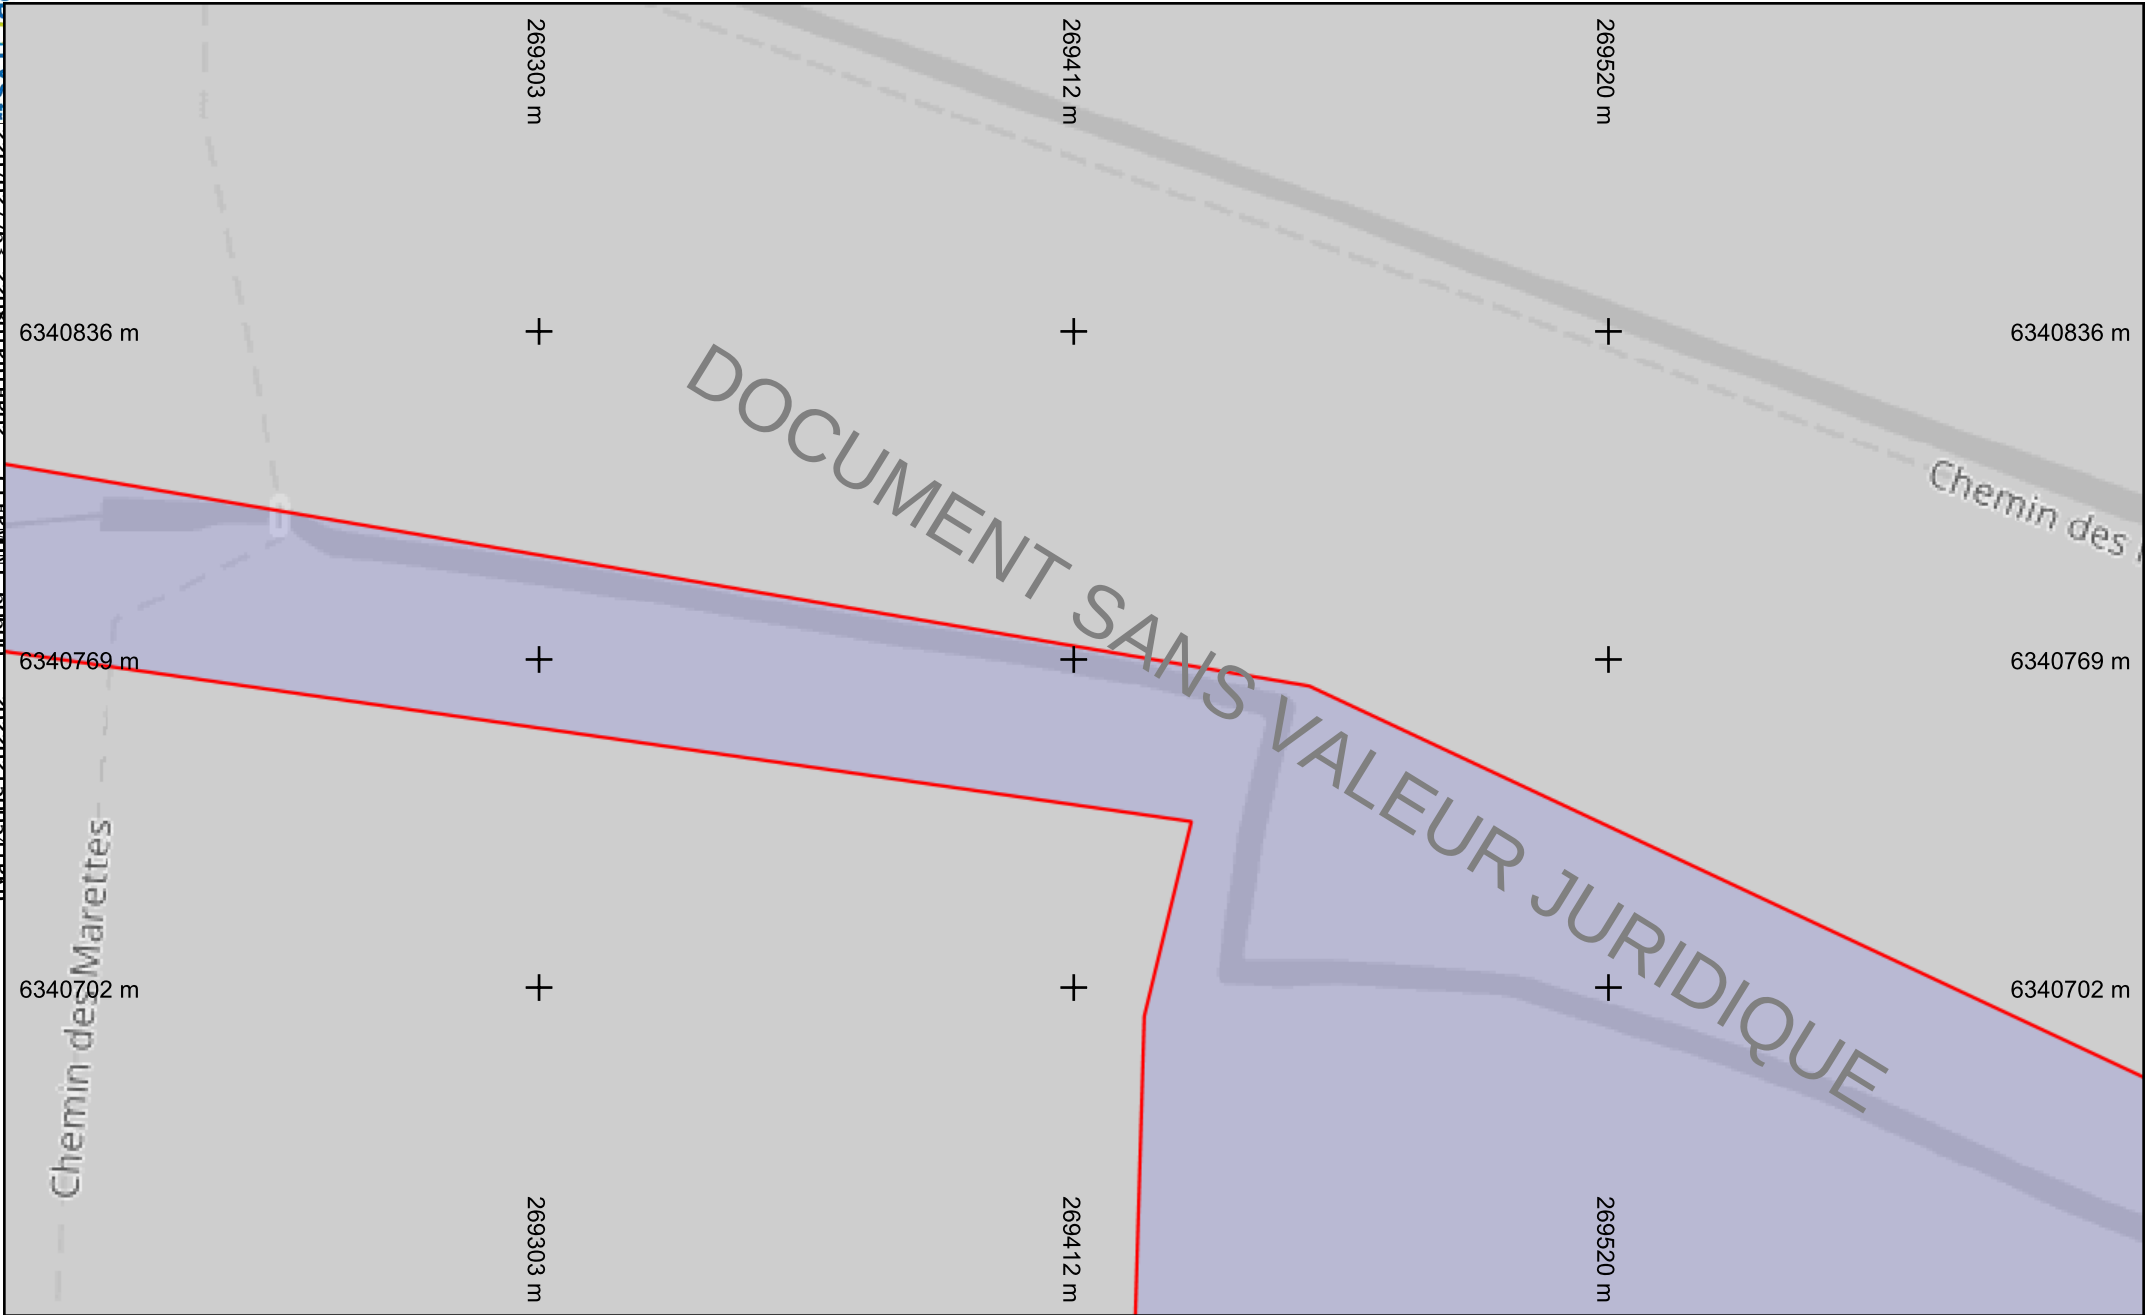 269303 m
269412 m
269520 m
6340836 m
6340836 m
DOCUMENT SANS VALEUR JURIDIQUE
Chemin des
6340769 m
6340769 m
Chemin des Marettes
6340702 m
6340702 m
269303 m
269412 m
269520 m